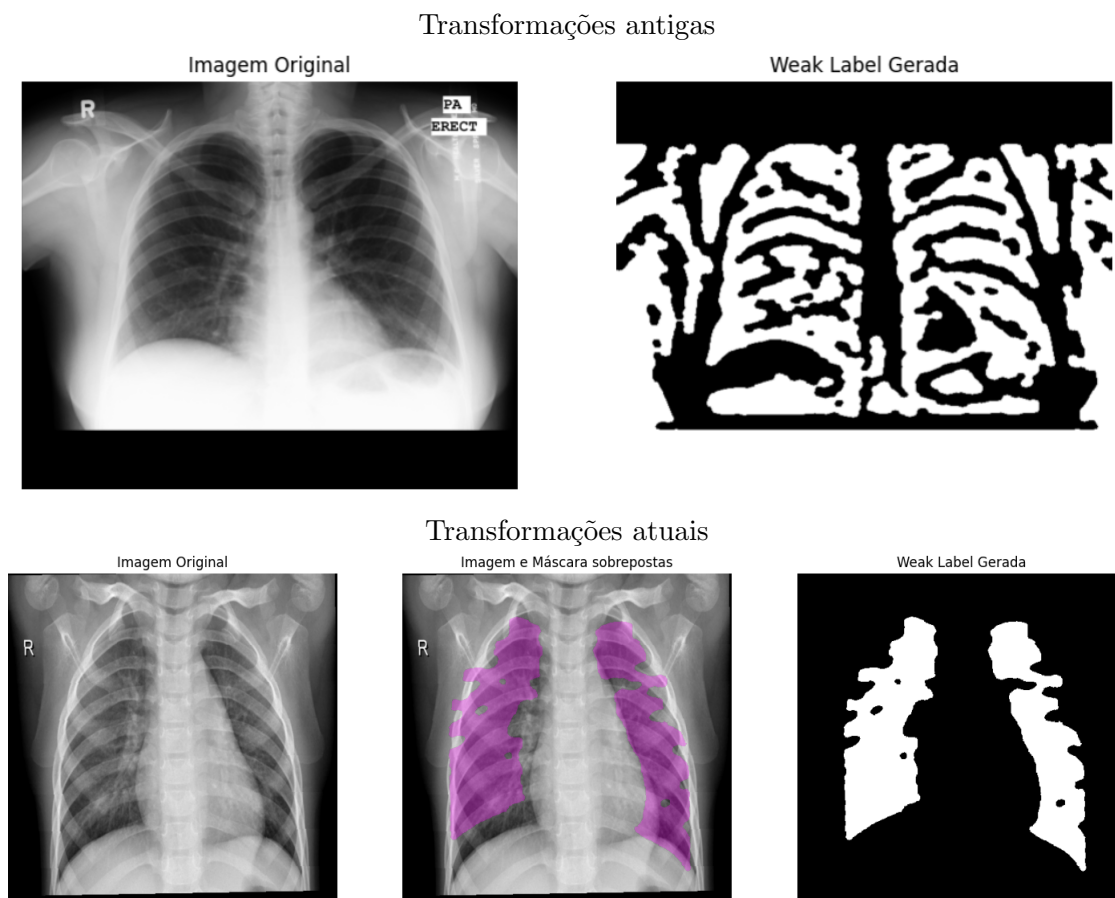 Transformações antigas
Imagem Original
Weak Label Gerada
R
PA
ERECT
Transformações atuais
Imagem Original
Imagem e Máscara sobrepostas
Weak Label Gerada
R
R